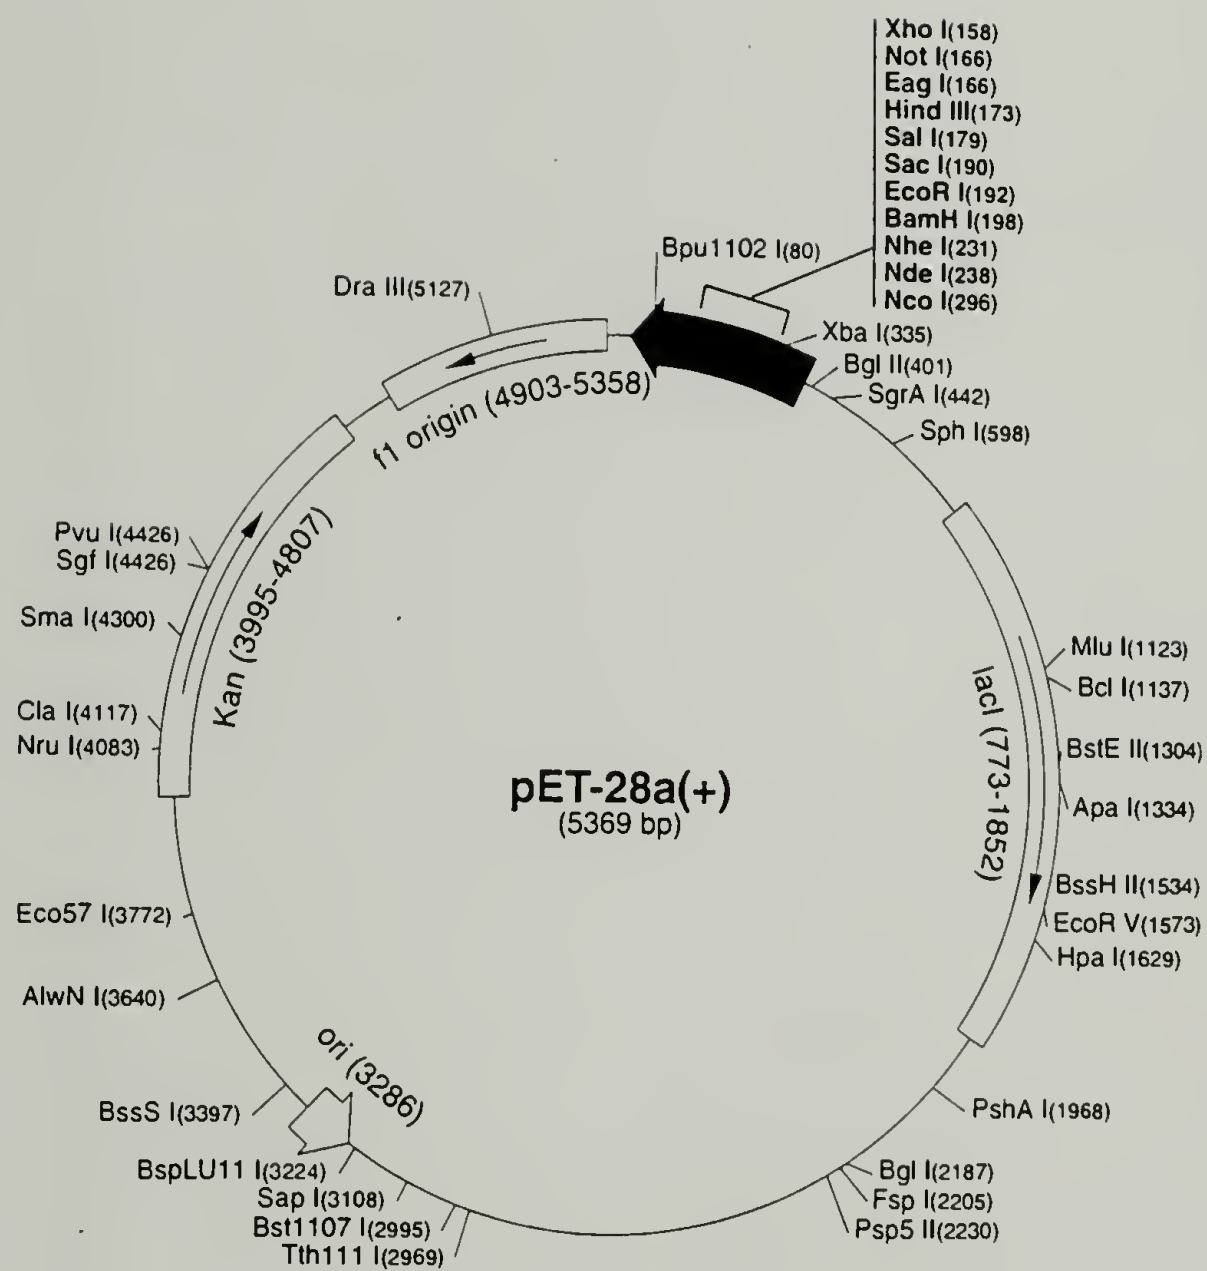 Xho I(158)
Not I(166)
Eag I(166)
Hind III(173)
Sal I(179)
Sac I(190)
EcoR I(192)
BamH I(198)
Nhe I(231)
Nde I(238)
Nco I(296)
Bpu1102 I(80)
Dra III(5127)
Xba I(335)
Bgl II(401)
SgrA I(442)
Sph I(598)
f1 origin (4903-5358)
Pvu I(4426)
Sgf I(4426)
Sma I(4300)
Kan (3995-4807)
Cla I(4117)
Nru I(4083)
Mlu I(1123)
Bcl I(1137)
lacI (773-1852)
BstE II(1304)
Apa I(1334)
pET-28a(+)
(5369 bp)
BssH II(1534)
EcoR V(1573)
Hpa I(1629)
Eco57 I(3772)
AlwN I(3640)
ori (3286)
BssS I(3397)
PshA I(1968)
BspLU11 I(3224)
Sap I(3108)
Bst1107 I(2995)
Tth111 I(2969)
Bgl I(2187)
Fsp I(2205)
Psp5 II(2230)